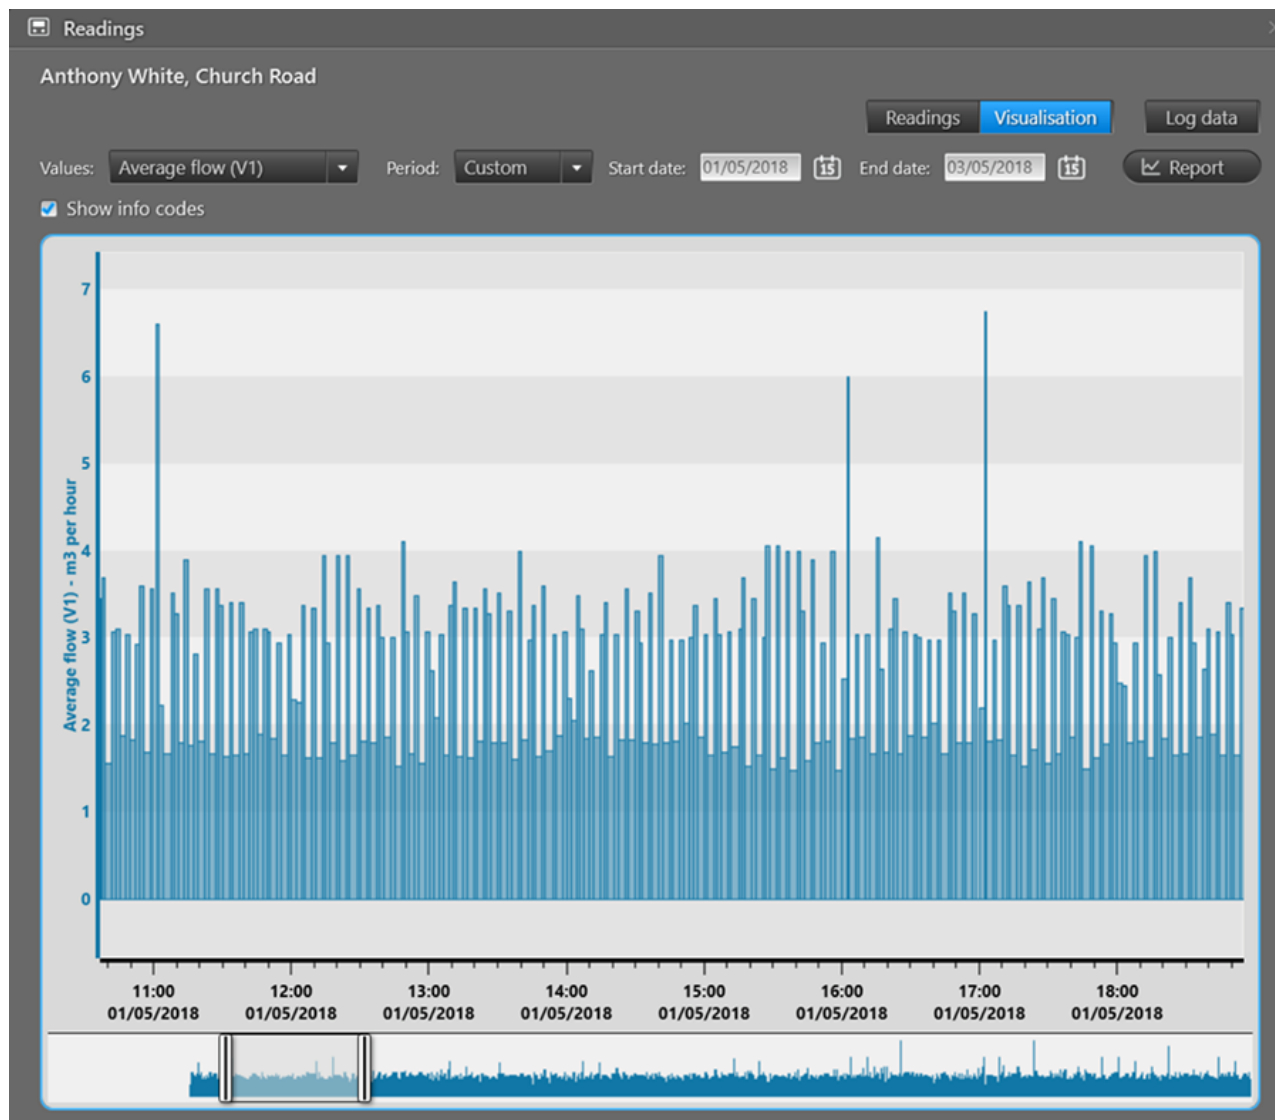 Readings
Anthony White, Church Road
Readings Visualisation Log data
Values: Average flow (V1) Period: Custom Start date: 01/05/2018 15 End date: 03/05/2018 15 Report
Show info codes
Average flow (V1) - m3 per hour
7
6
5
4
3
2
1
0
11:00 12:00 13:00 14:00 15:00 16:00 17:00 18:00
01/05/2018 01/05/2018 01/05/2018 01/05/2018 01/05/2018 01/05/2018 01/05/2018 01/05/2018